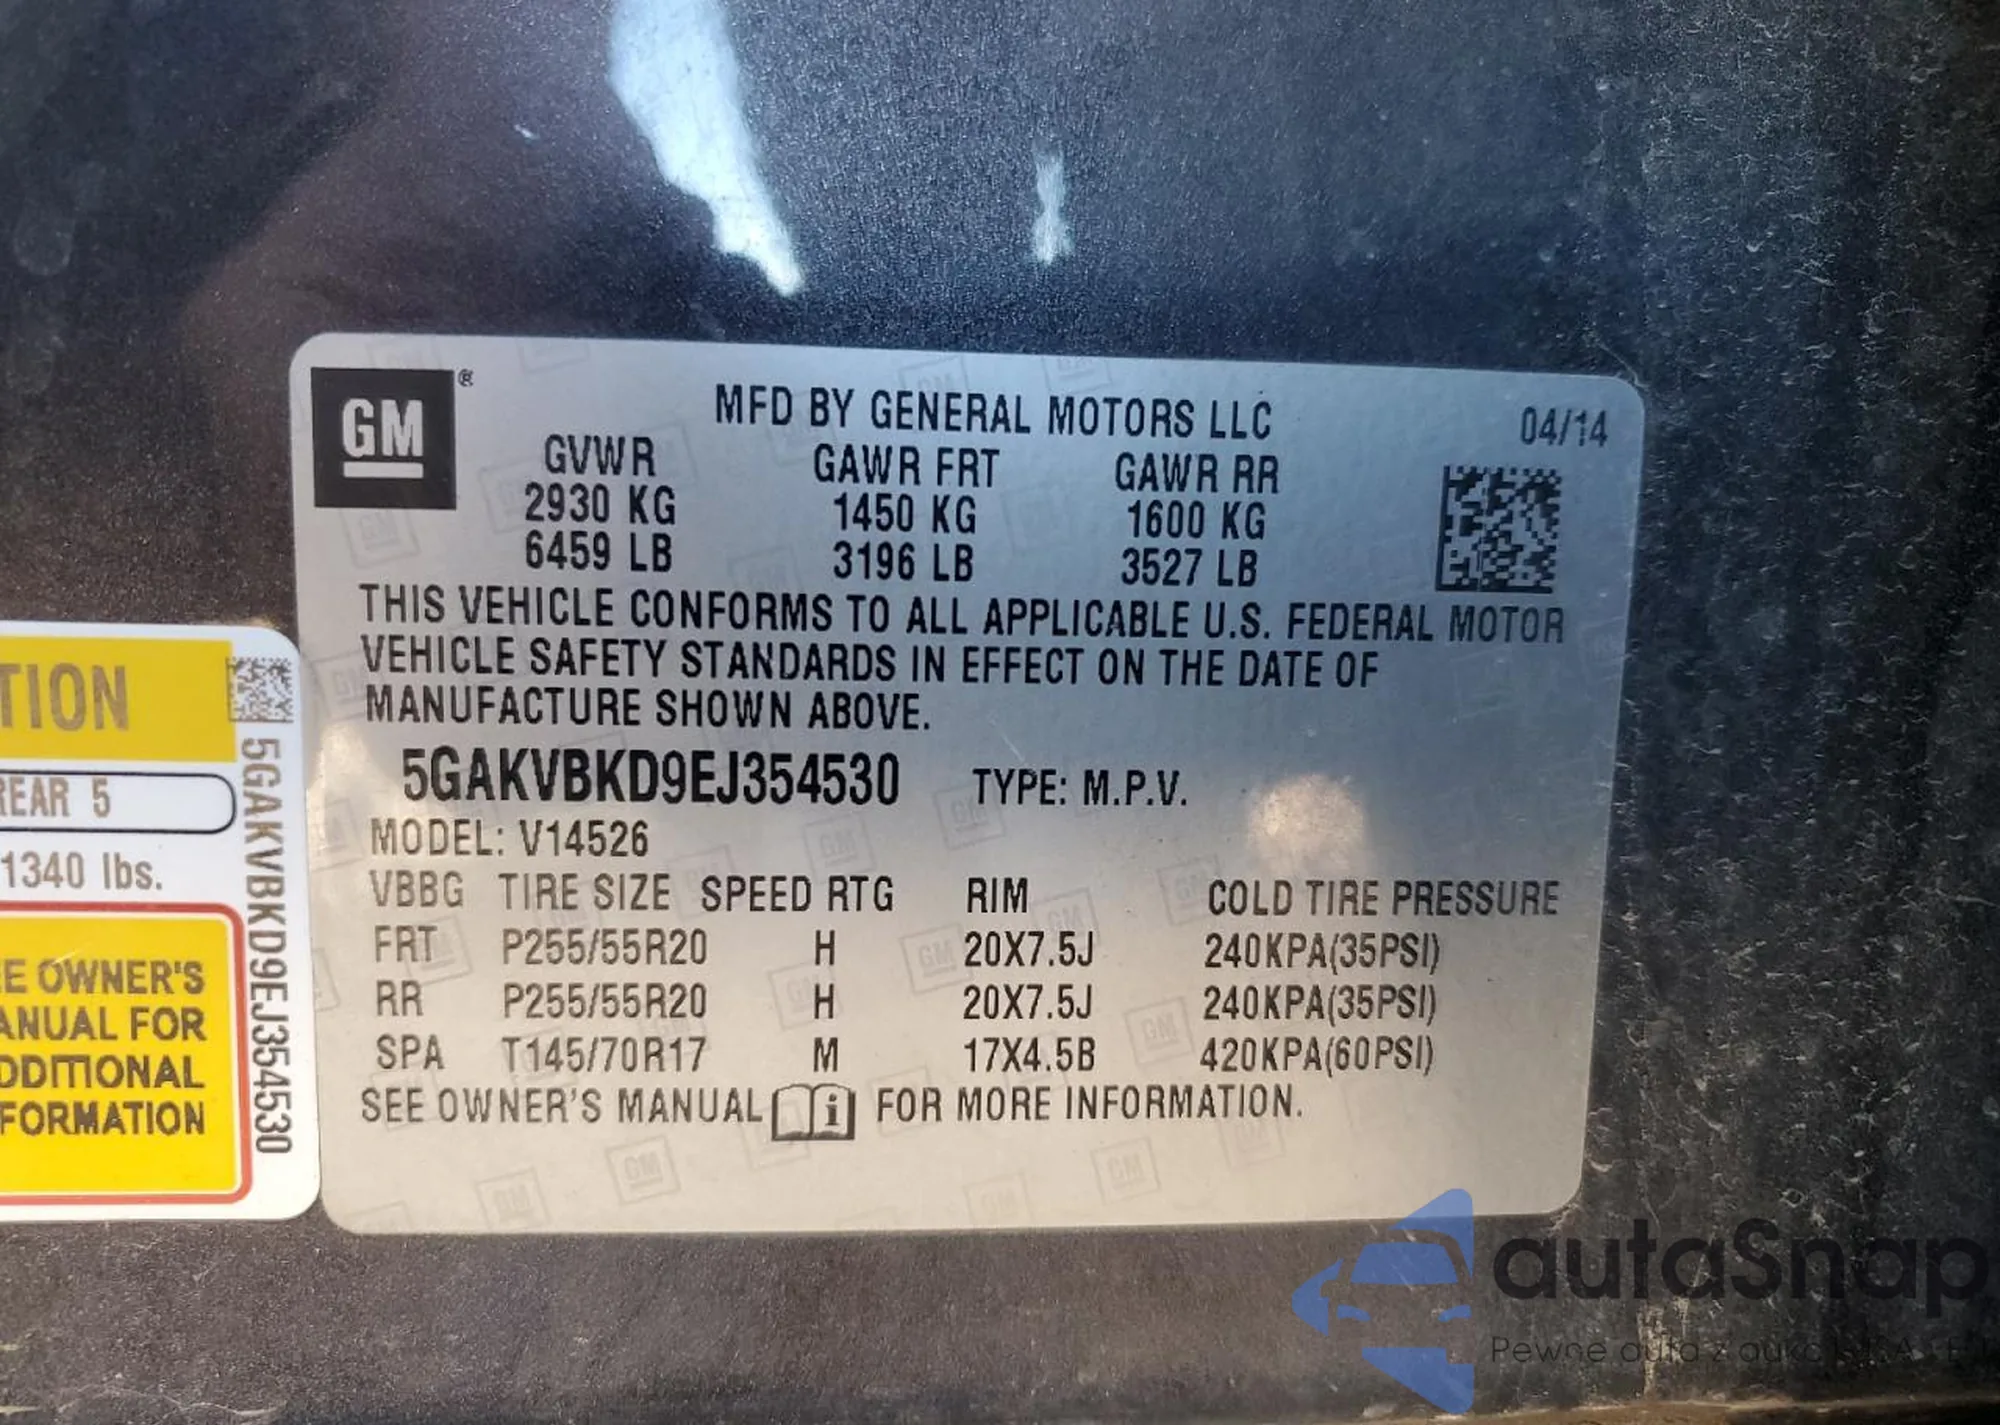 GM ®
MFD BY GENERAL MOTORS LLC 04/14
GVWR GAWR FRT GAWR RR
2930 KG 1450 KG 1600 KG
6459 LB 3196 LB 3527 LB
THIS VEHICLE CONFORMS TO ALL APPLICABLE U.S. FEDERAL MOTOR
VEHICLE SAFETY STANDARDS IN EFFECT ON THE DATE OF
MANUFACTURE SHOWN ABOVE.
5GAKVBKD9EJ354530 TYPE: M.P.V.
MODEL: V14526
VBBG TIRE SIZE SPEED RTG RIM COLD TIRE PRESSURE
FRT P255/55R20 H 20X7.5J 240KPA(35PSI)
RR P255/55R20 H 20X7.5J 240KPA(35PSI)
SPA T145/70R17 M 17X4.5B 420KPA(60PSI)
SEE OWNER'S MANUAL i FOR MORE INFORMATION.
TION
REAR 5
1340 lbs.
EE OWNER'S
ANUAL FOR
DDITIONAL
FORMATION
5GAKVBKD9EJ354530
autaSnap
Pewne auta z